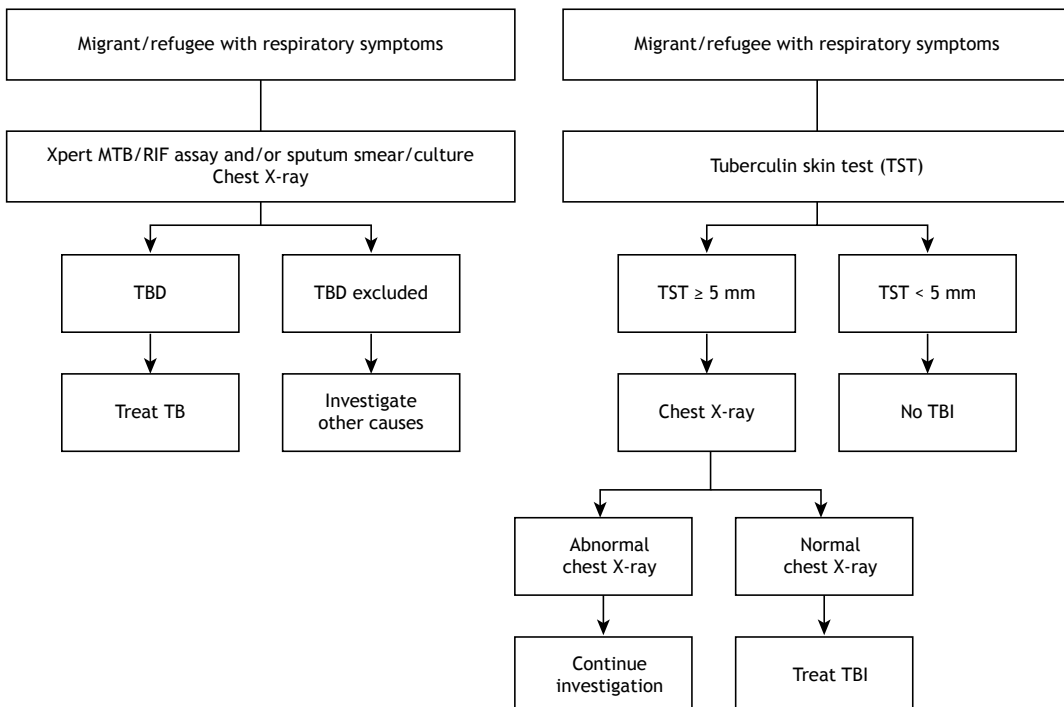 Migrant/refugee with respiratory symptoms
Xpert MTB/RIF assay and/or sputum smear/culture
Chest X-ray
TBD
TBD excluded
Treat TB
Investigate
other causes
Migrant/refugee with respiratory symptoms
Tuberculin skin test (TST)
TST ≥ 5 mm
TST < 5 mm
Chest X-ray
No TBI
Abnormal
chest X-ray
Normal
chest X-ray
Continue
investigation
Treat TBI